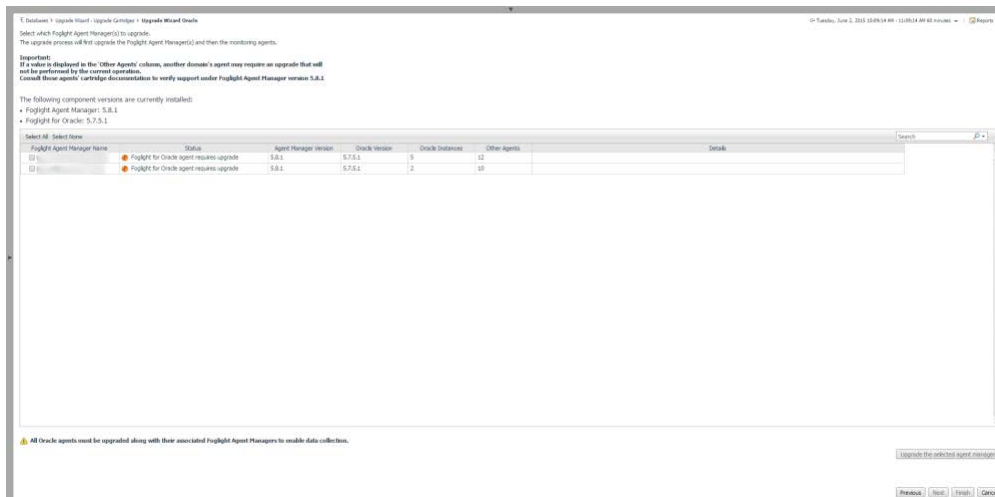 Databases > Upgrade Wizard - Upgrade Cartridges > Upgrade Wizard Oracle
Tuesday, June 2, 2015 10:09:14 AM - 11:09:14 AM 60 minutes
Reports
Select which Foglight Agent Manager(s) to upgrade.
The upgrade process will first upgrade the Foglight Agent Manager(s) and then the monitoring agents.
Important:
If a value is displayed in the 'Other Agents' column, another domain's agent may require an upgrade that will
not be performed by the current operation.
Consult those agents' cartridge documentation to verify support under Foglight Agent Manager version 5.8.1
The following component versions are currently installed:
• Foglight Agent Manager: 5.8.1
• Foglight for Oracle: 5.7.5.1
Select All Select None
Search
Foglight Agent Manager Name Status Agent Manager Version Oracle Version Oracle Instances Other Agents Details
Foglight for Oracle agent requires upgrade 5.8.1 5.7.5.1 5 12
Foglight for Oracle agent requires upgrade 5.8.1 5.7.5.1 2 10
All Oracle agents must be upgraded along with their associated Foglight Agent Managers to enable data collection.
Upgrade the selected agent manager
Previous Next Finish Canc